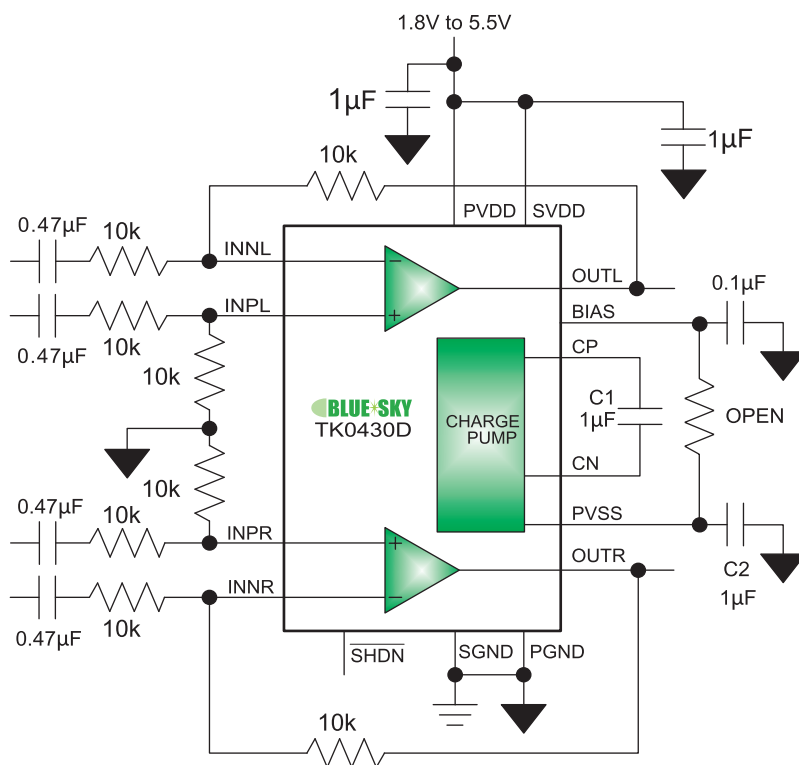 1.8V to 5.5V
1µF
1µF
10k
PVDD
SVDD
0.47µF
10k
INNL
OUTL
0.1µF
INPL
BIAS
0.47µF
10k
10k
CP
BLUE SKY
TK0430D
CHARGE
PUMP
C1
1µF
OPEN
10k
CN
0.47µF
10k
INPR
PVSS
OUTR
INNR
C2
1µF
0.47µF
10k
SHDN
SGND
PGND
10k